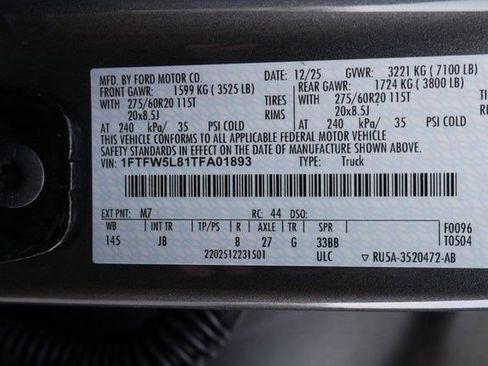 MFD. BY FORD MOTOR CO. DATE: 12/25 GVWR: 3221 KG ( 7100 LB)
FRONT GAWR: 1599 KG ( 3525 LB) REAR GAWR: 1724 KG ( 3800 LB)
WITH 275/60R20 115T TIRES WITH 275/60R20 115T TIRES
20x8.5J RIMS 20x8.5J RIMS
AT 240 kPa/ 35 PSI COLD AT 240 kPa/ 35 PSI COLD
THIS VEHICLE CONFORMS TO ALL APPLICABLE FEDERAL MOTOR VEHICLE
SAFETY STANDARDS IN EFFECT ON THE DATE OF MANUFACTURE SHOWN ABOVE.
VIN: 1FTFW5L81TFA01893 TYPE: Truck
EXT PNT: M7 RC: 44 DSO:
WB INT TR TP/PS R AXLE TR SPR F0096
145 JB 8 27 G 33BB T0504
2202512231501 ULC RU5A-3520472-AB